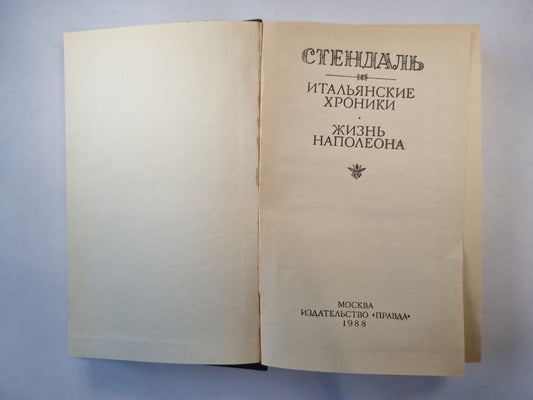 СТЕНДАЛЬ
ИТАЛЬЯНСКИЕ
ХРОНИКИ
·
ЖИЗНЬ
НАПОЛЕОНА
МОСКВА
ИЗДАТЕЛЬСТВО «ПРАВДА»
1988